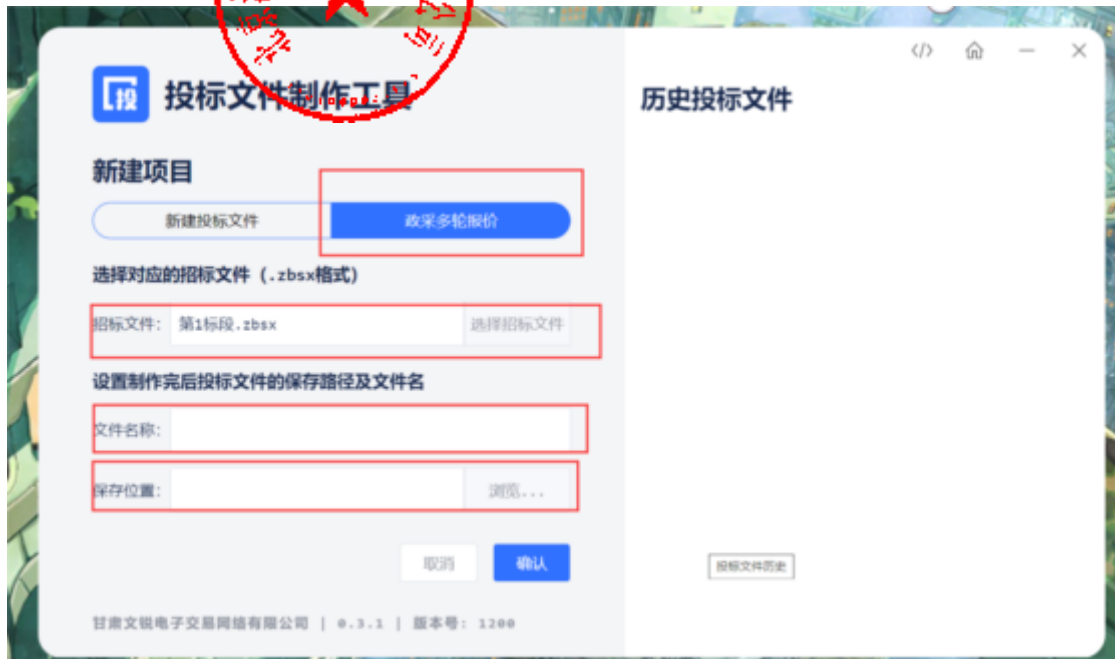 投标文件制作工具
新建项目
新建投标文件
政采多轮报价
选择对应的招标文件 (.zbsx格式)
招标文件: 第1标段.zbsx 选择招标文件
设置制作完后投标文件的保存路径及文件名
文件名称:
保存位置: 浏览...
取消 确认
甘肃文锐电子交易网络有限公司 | 0.3.1 | 版本号: 1200
历史投标文件
投标文件历史